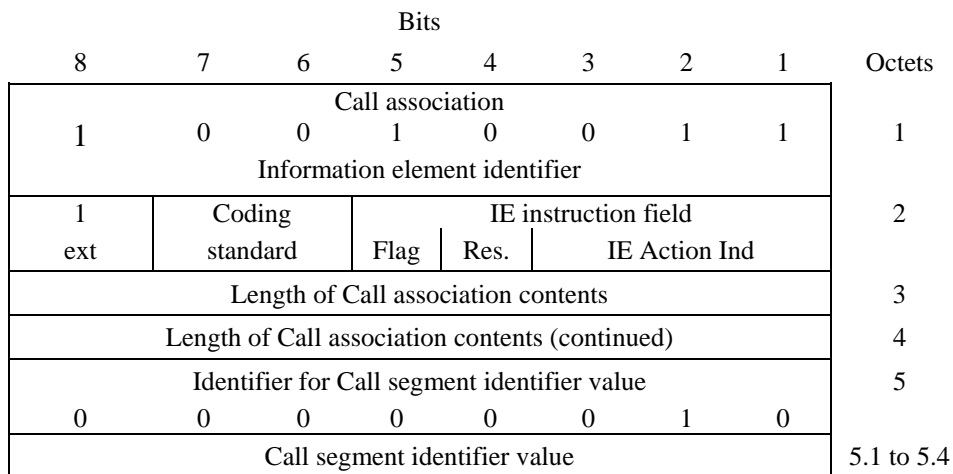 Bits
8 7 6 5 4 3 2 1 Octets
Call association
1 0 0 1 0 0 1 1 1
Information element identifier
1 Coding IE instruction field 2
ext standard Flag Res. IE Action Ind
Length of Call association contents 3
Length of Call association contents (continued) 4
Identifier for Call segment identifier value 5
0 0 0 0 0 0 1 0
Call segment identifier value 5.1 to 5.4